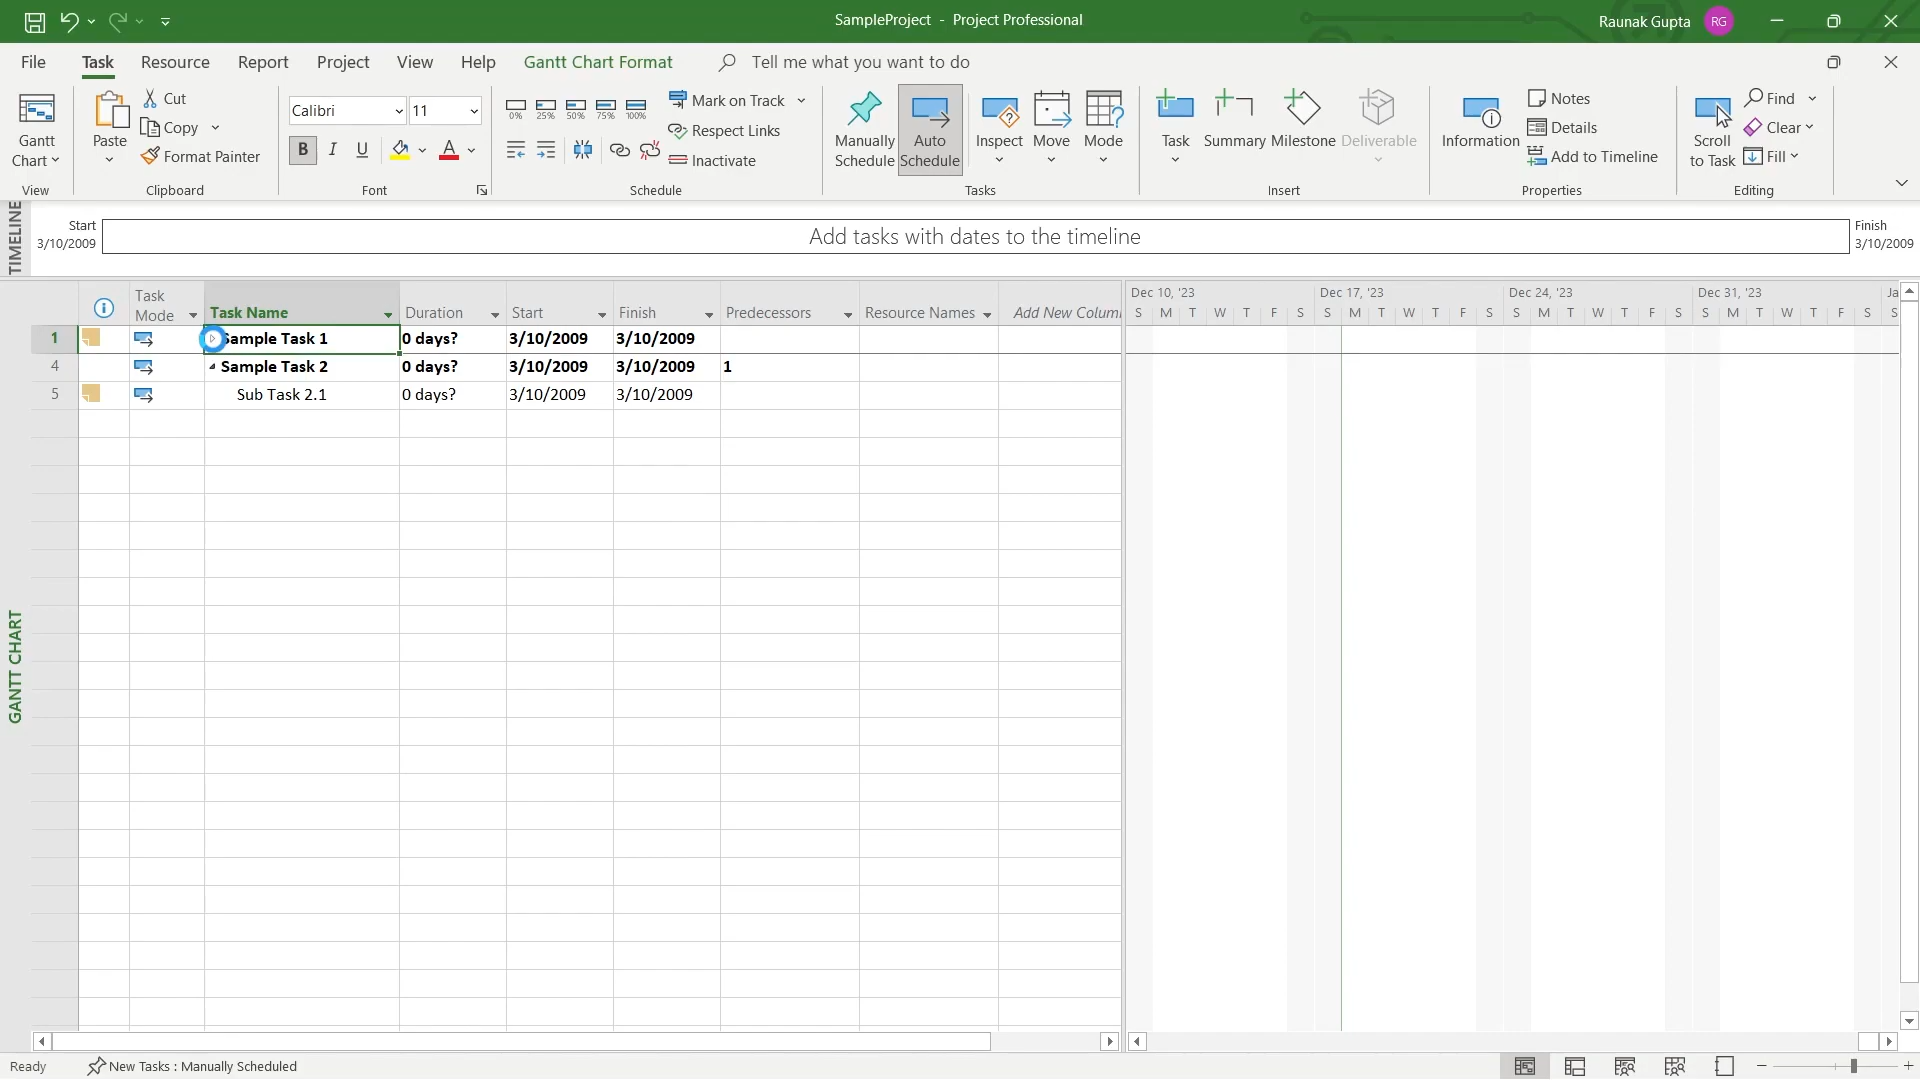 SampleProject - Project Professional
Raunak Gupta RG
File Task Resource Report Project View Help Gantt Chart Format Tell me what you want to do
Gantt Chart
View
Paste
Cut
Copy
Format Painter
Clipboard
Calibri 11
B I U A
Font
0% 25% 50% 75% 100%
Mark on Track
Respect Links
Inactivate
Schedule
Manually Schedule
Auto Schedule
Inspect
Move
Mode
Tasks
Task
Summary
Milestone
Deliverable
Insert
Information
Notes
Details
Add to Timeline
Properties
Scroll to Task
Find
Clear
Fill
Editing
TIMELINE
Start
3/10/2009
Add tasks with dates to the timeline
Finish
3/10/2009
Task Mode Task Name Duration Start Finish Predecessors Resource Names Add New Colum
Dec 10, '23 Dec 17, '23 Dec 24, '23 Dec 31, '23 Ja
S M T W T F S S M T W T F S S M T W T F S S M T W T F S S
1 Sample Task 1 0 days? 3/10/2009 3/10/2009
4 Sample Task 2 0 days? 3/10/2009 3/10/2009 1
5 Sub Task 2.1 0 days? 3/10/2009 3/10/2009
GANTT CHART
Ready New Tasks : Manually Scheduled